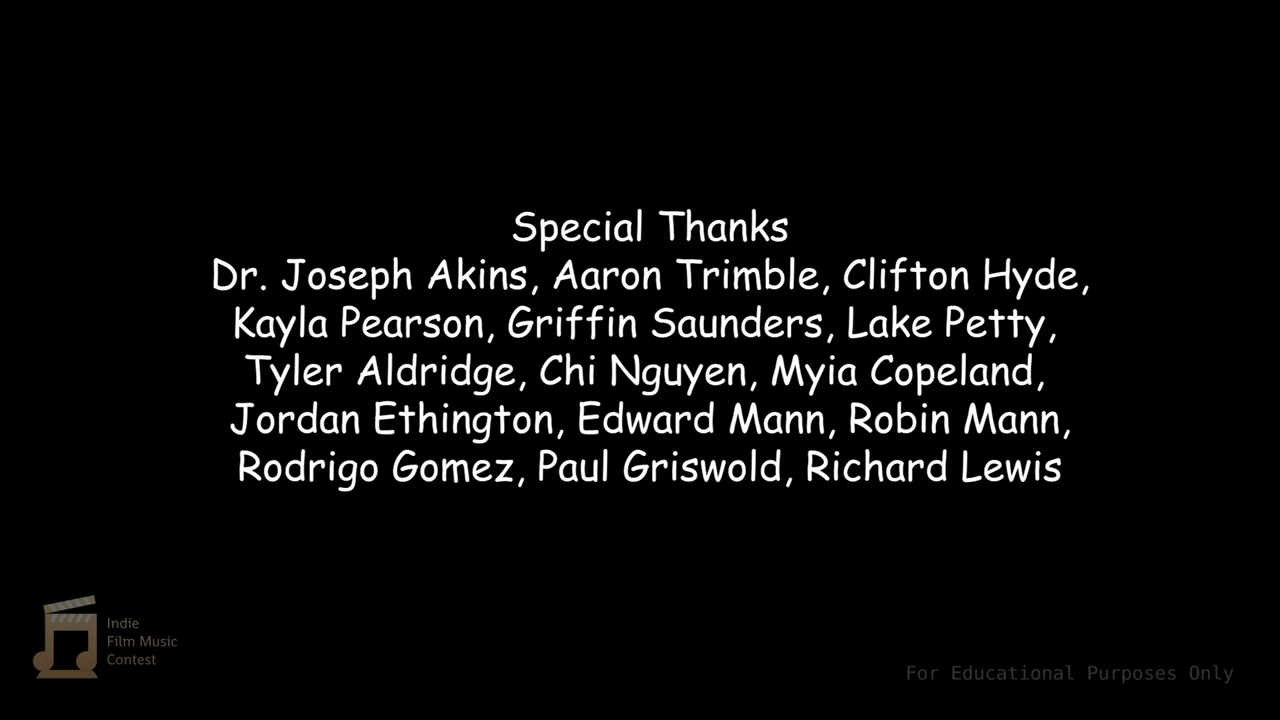 Special Thanks
Dr. Joseph Akins, Aaron Trimble, Clifton Hyde,
Kayla Pearson, Griffin Saunders, Lake Petty,
Tyler Aldridge, Chi Nguyen, Myia Copeland,
Jordan Ethington, Edward Mann, Robin Mann,
Rodrigo Gomez, Paul Griswold, Richard Lewis
Indie
Film Music
Contest
For Educational Purposes Only